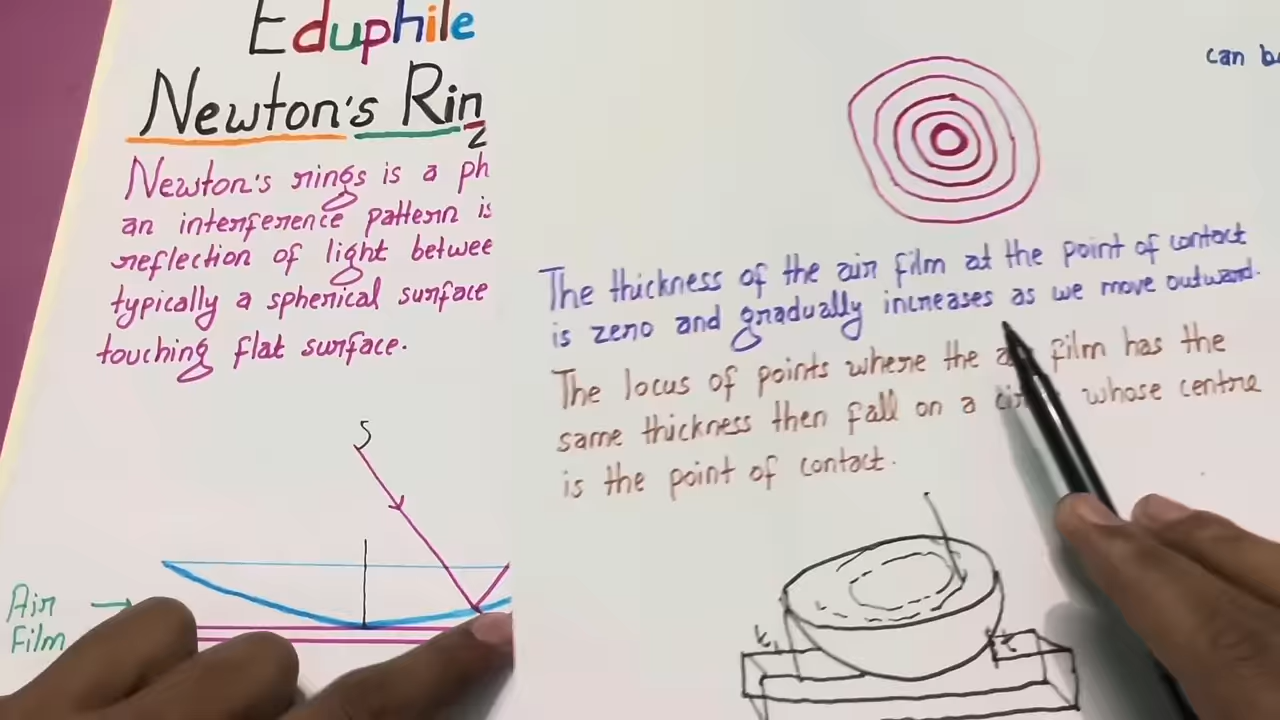 Eduphile
Newton's Rin
Newton's rings is a ph
an interference pattern is
reflection of light betwee
typically a spherical surface
touching flat surface.
S
Air
Film
can be
The thickness of the air film at the point of contact
is zero and gradually increases as we move outward.
The locus of points where the film has the
same thickness then fall on a whose centre
is the point of contact.
t